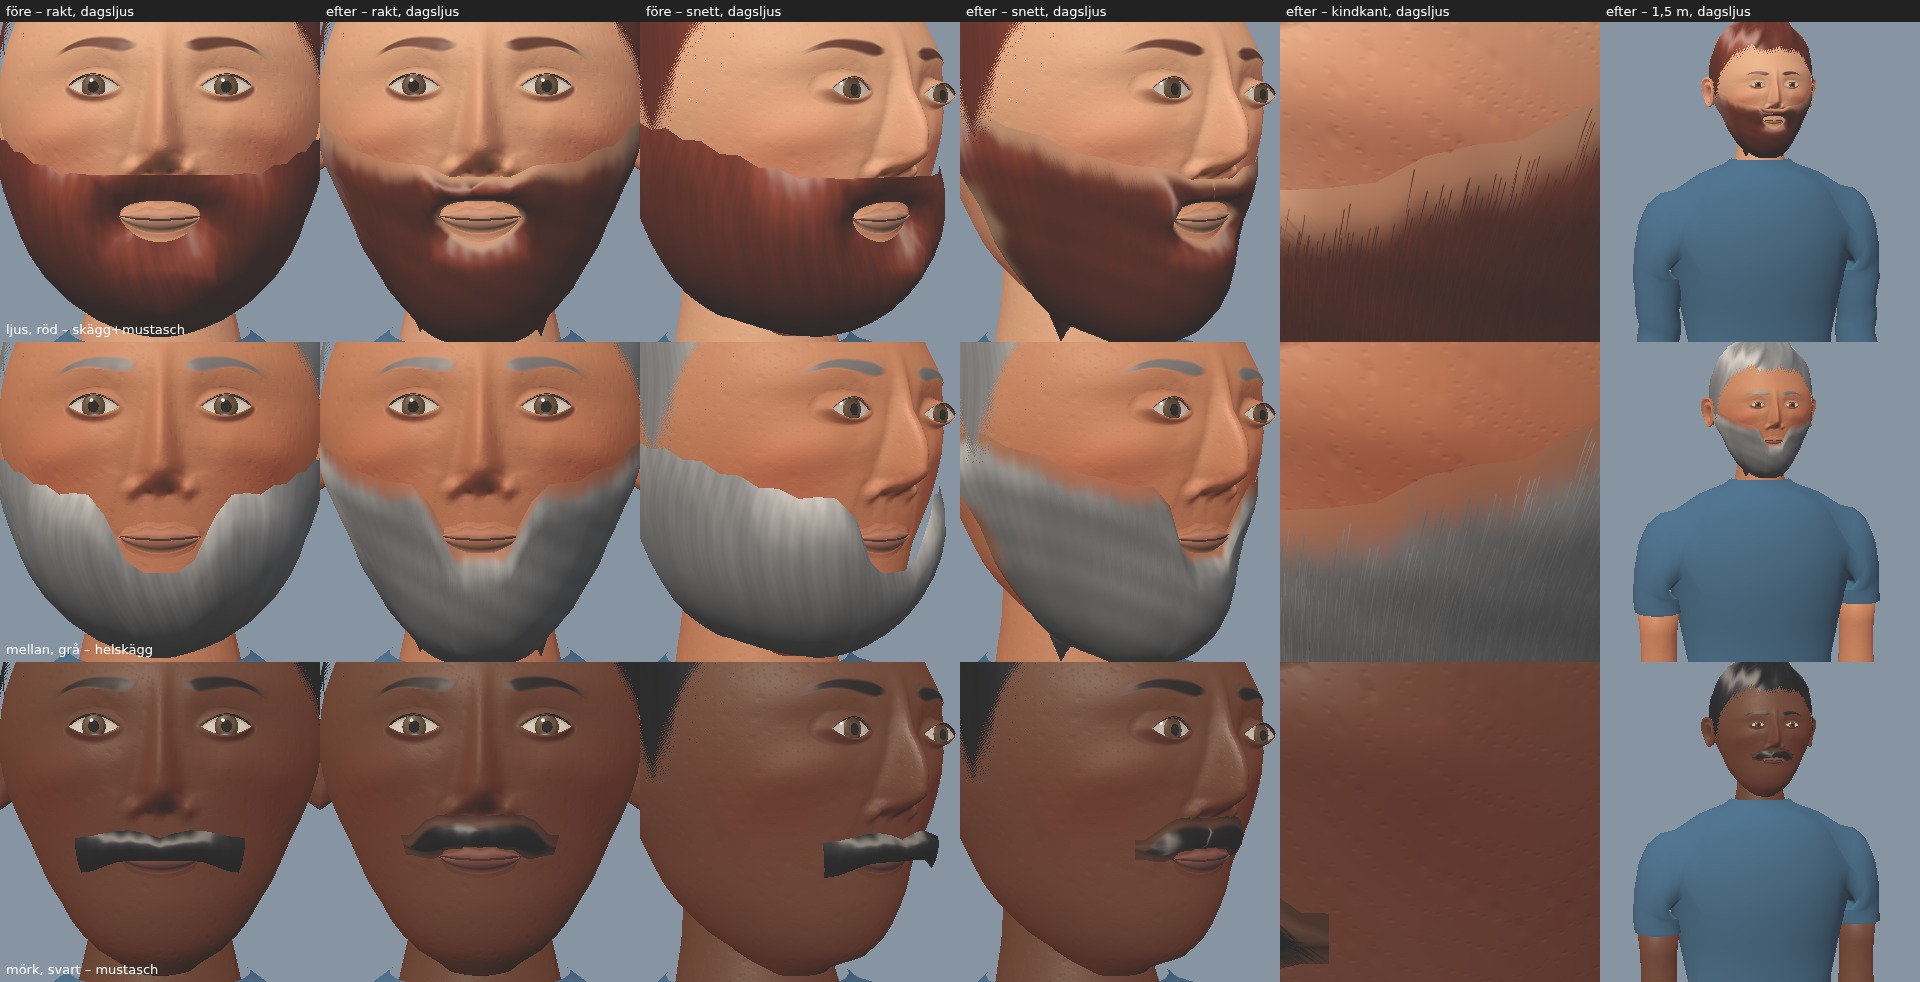 före – rakt, dagsljus
efter – rakt, dagsljus
före – snett, dagsljus
efter – snett, dagsljus
efter – kindkant, dagsljus
efter – 1,5 m, dagsljus
ljus, röd – skägg+mustasch
mellan, grå – helskägg
mörk, svart – mustasch